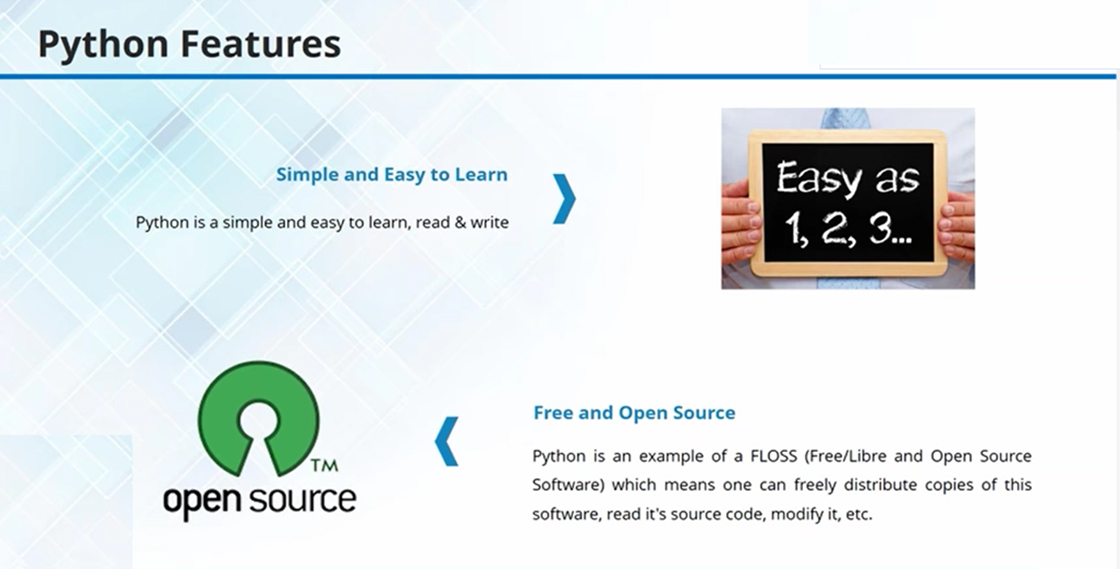 Python Features
Simple and Easy to Learn
Python is a simple and easy to learn, read & write
Easy as
1, 2, 3...
TM
open source
Free and Open Source
Python is an example of a FLOSS (Free/Libre and Open Source
Software) which means one can freely distribute copies of this
software, read it's source code, modify it, etc.